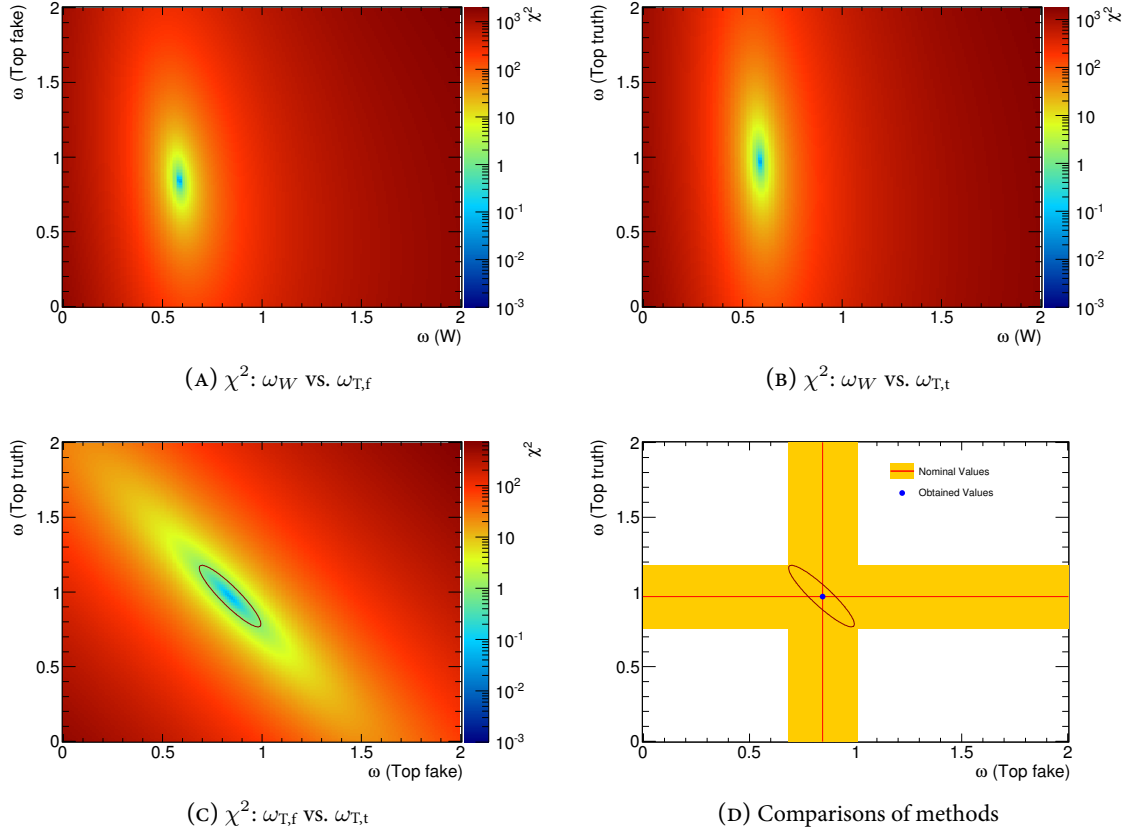 ω (Top fake)
2
1.5
1
0.5
0
0 0.5 1 1.5 2
ω (W)
χ²
10³
10²
10
1
10⁻¹
10⁻²
10⁻³
(A) χ²: ω_W vs. ω_T,f
ω (Top truth)
2
1.5
1
0.5
0
0 0.5 1 1.5 2
ω (W)
χ²
10³
10²
10
1
10⁻¹
10⁻²
10⁻³
(B) χ²: ω_W vs. ω_T,t
ω (Top truth)
2
1.5
1
0.5
0
0 0.5 1 1.5 2
ω (Top fake)
χ²
10²
10
1
10⁻¹
10⁻²
10⁻³
(C) χ²: ω_T,f vs. ω_T,t
ω (Top truth)
2
1.5
1
0.5
0
0 0.5 1 1.5 2
ω (Top fake)
Nominal Values
Obtained Values
(D) Comparisons of methods